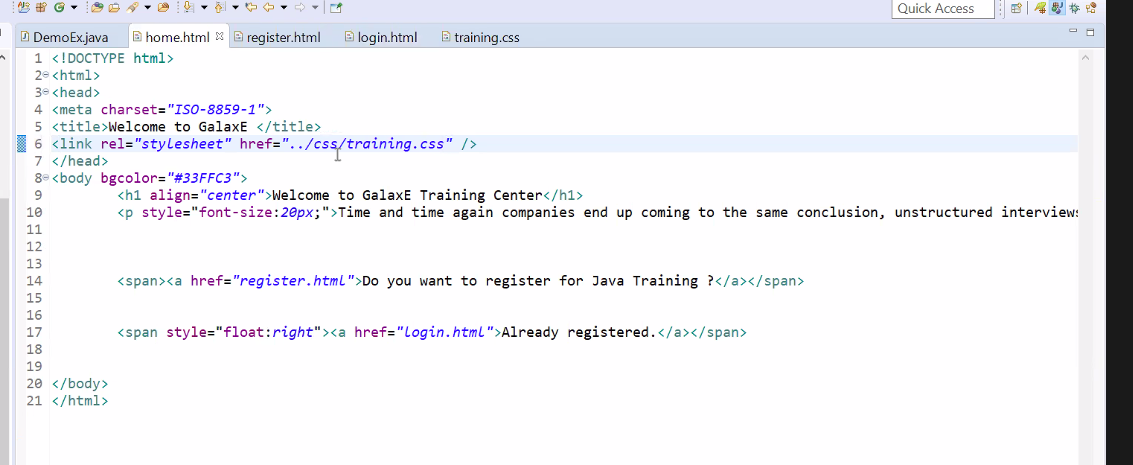 Quick Access
DemoEx.java home.html register.html login.html training.css
1 <!DOCTYPE html>
2 <html>
3 <head>
4 <meta charset="ISO-8859-1">
5 <title>Welcome to GalaxE </title>
6 <link rel="stylesheet" href="../css/training.css" />
7 </head>
8 <body bgcolor="#33FFC3">
9 <h1 align="center">Welcome to GalaxE Training Center</h1>
10 <p style="font-size:20px;">Time and time again companies end up coming to the same conclusion, unstructured interviews
11
12
13
14 <span><a href="register.html">Do you want to register for Java Training ?</a></span>
15
16
17 <span style="float:right"><a href="login.html">Already registered.</a></span>
18
19
20 </body>
21 </html>